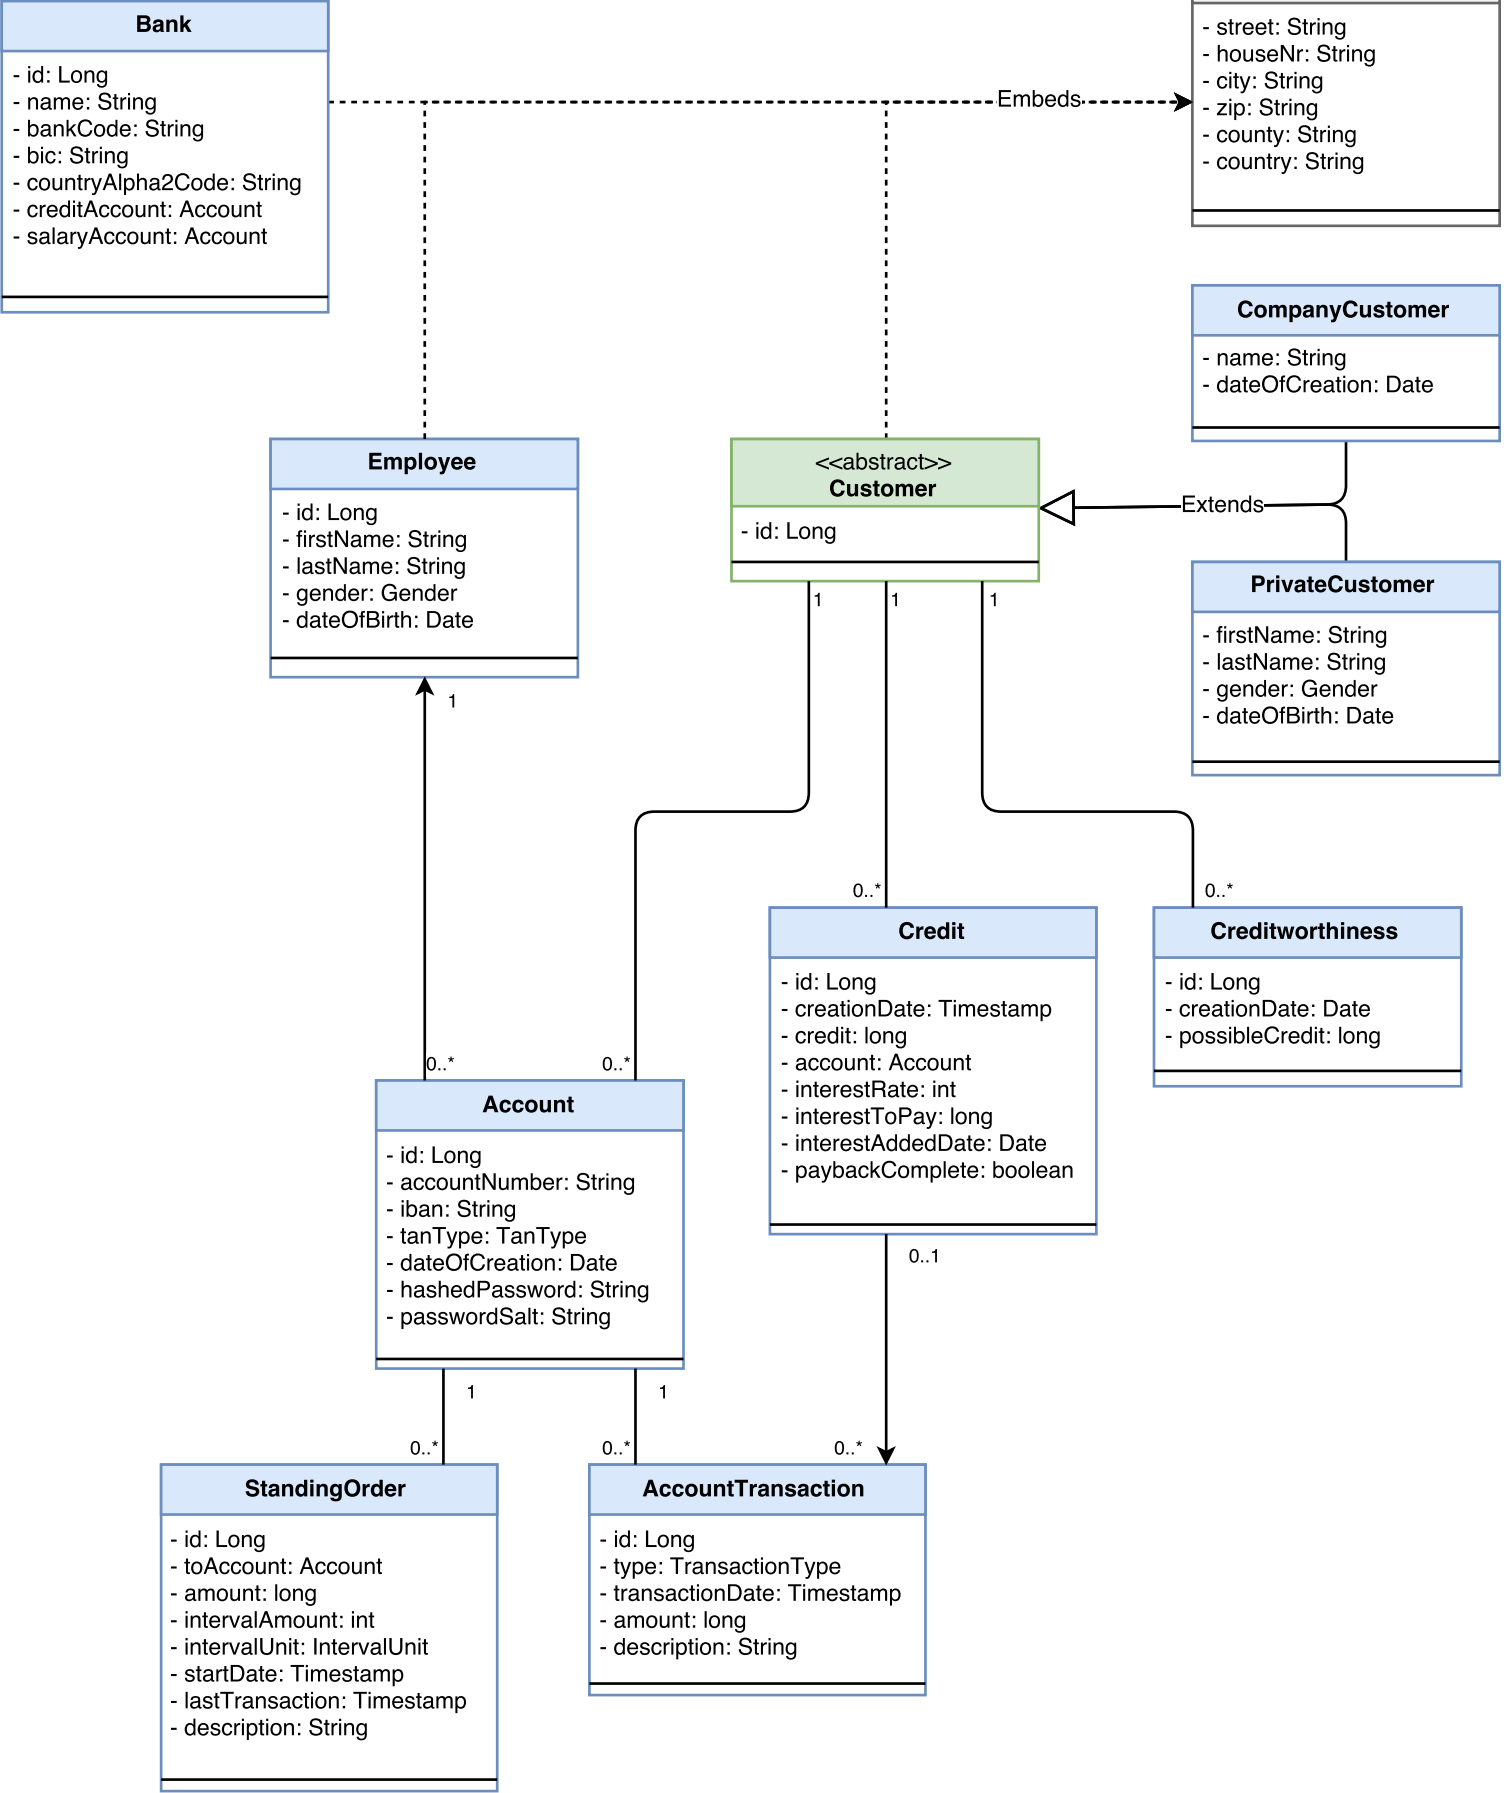 Bank
- id: Long
- name: String
- bankCode: String
- bic: String
- countryAlpha2Code: String
- creditAccount: Account
- salaryAccount: Account
Embeds
- street: String
- houseNr: String
- city: String
- zip: String
- county: String
- country: String
CompanyCustomer
- name: String
- dateOfCreation: Date
Employee
- id: Long
- firstName: String
- lastName: String
- gender: Gender
- dateOfBirth: Date
<<abstract>>
Customer
- id: Long
Extends
PrivateCustomer
- firstName: String
- lastName: String
- gender: Gender
- dateOfBirth: Date
1
1
1
1
0..*
0..*
Credit
- id: Long
- creationDate: Timestamp
- credit: long
- account: Account
- interestRate: int
- interestToPay: long
- interestAddedDate: Date
- paybackComplete: boolean
Creditworthiness
- id: Long
- creationDate: Date
- possibleCredit: long
0..*
0..*
Account
- id: Long
- accountNumber: String
- iban: String
- tanType: TanType
- dateOfCreation: Date
- hashedPassword: String
- passwordSalt: String
0..1
1
1
0..*
0..*
0..*
StandingOrder
- id: Long
- toAccount: Account
- amount: long
- intervalAmount: int
- intervalUnit: IntervalUnit
- startDate: Timestamp
- lastTransaction: Timestamp
- description: String
AccountTransaction
- id: Long
- type: TransactionType
- transactionDate: Timestamp
- amount: long
- description: String